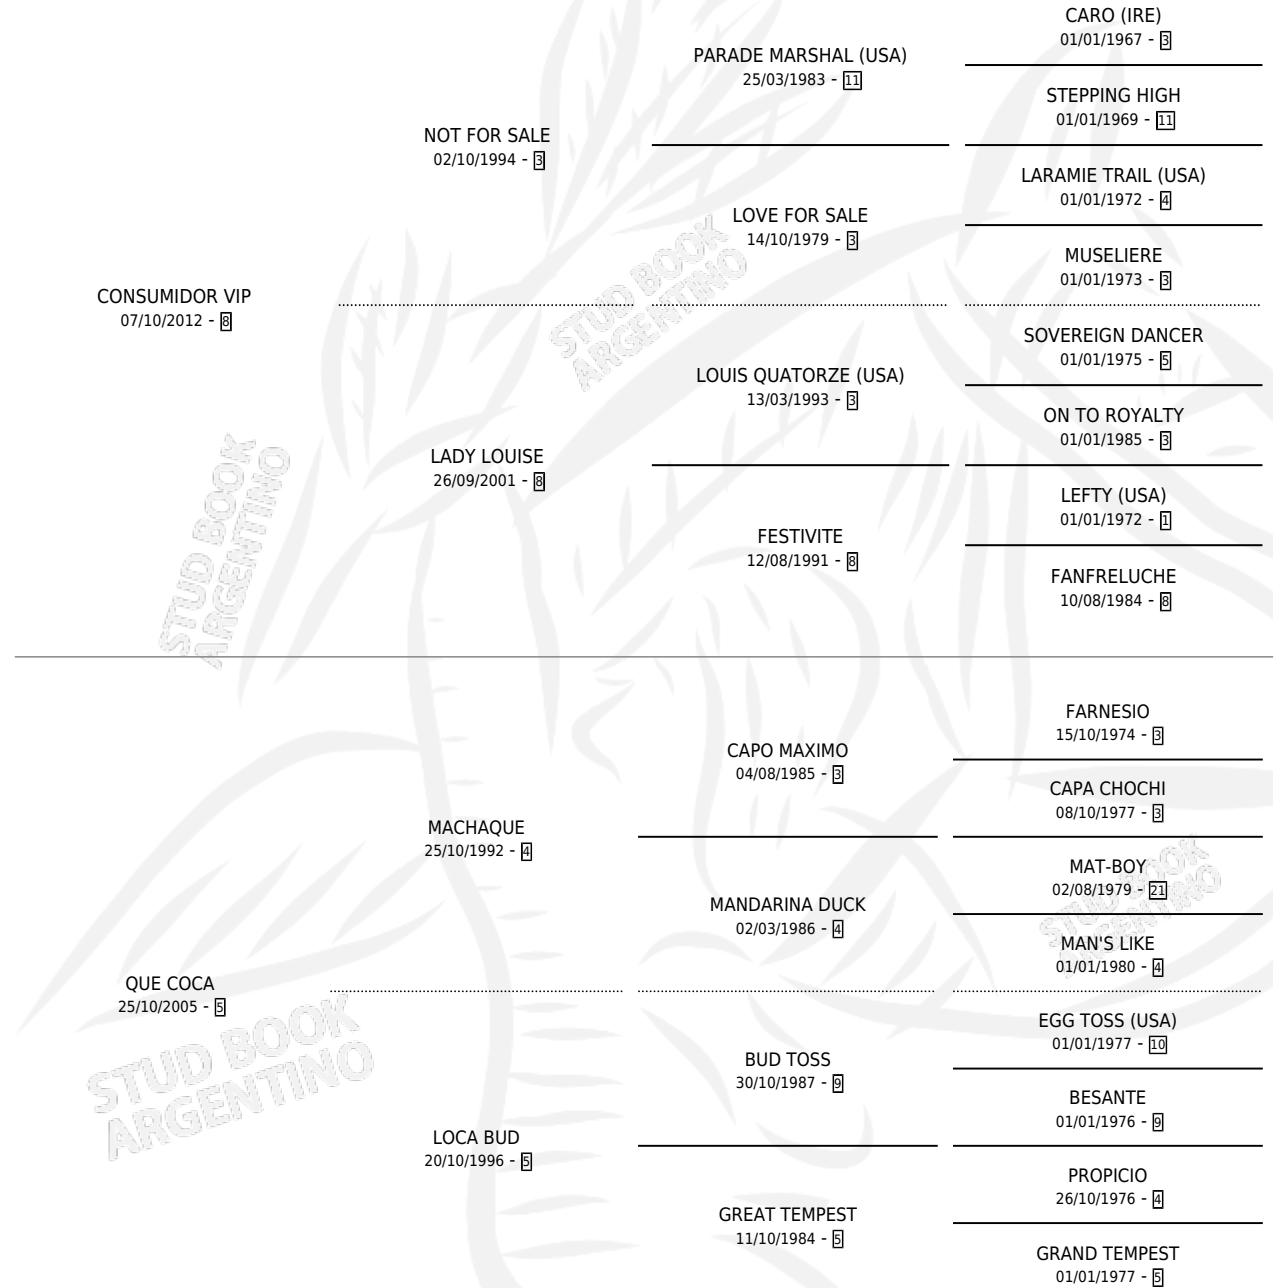 CARO (IRE)
01/01/1967 - 3
PARADE MARSHAL (USA)
25/03/1983 - 11
STEPPING HIGH
01/01/1969 - 11
NOT FOR SALE
02/10/1994 - 3
LARAMIE TRAIL (USA)
01/01/1972 - 4
LOVE FOR SALE
14/10/1979 - 3
MUSELIERE
01/01/1973 - 3
CONSUMIDOR VIP
07/10/2012 - 8
SOVEREIGN DANCER
01/01/1975 - 5
LOUIS QUATORZE (USA)
13/03/1993 - 3
ON TO ROYALTY
01/01/1985 - 3
LADY LOUISE
26/09/2001 - 8
LEFTY (USA)
01/01/1972 - 1
FESTIVITE
12/08/1991 - 8
FANFRELUCHE
10/08/1984 - 8
STUD BOOK
ARGENTINO
STUD BOOK
ARGENTINO
FARNESIO
15/10/1974 - 3
CAPO MAXIMO
04/08/1985 - 3
CAPA CHOCHI
08/10/1977 - 3
MACHAQUE
25/10/1992 - 4
MAT-BOY
02/08/1979 - 21
MANDARINA DUCK
02/03/1986 - 4
MAN'S LIKE
01/01/1980 - 4
STUD BOOK
ARGENTINO
QUE COCA
25/10/2005 - 5
EGG TOSS (USA)
01/01/1977 - 10
BUD TOSS
30/10/1987 - 9
BESANTE
01/01/1976 - 9
STUD BOOK
ARGENTINO
LOCA BUD
20/10/1996 - 5
PROPICIO
26/10/1976 - 4
GREAT TEMPEST
11/10/1984 - 5
GRAND TEMPEST
01/01/1977 - 5